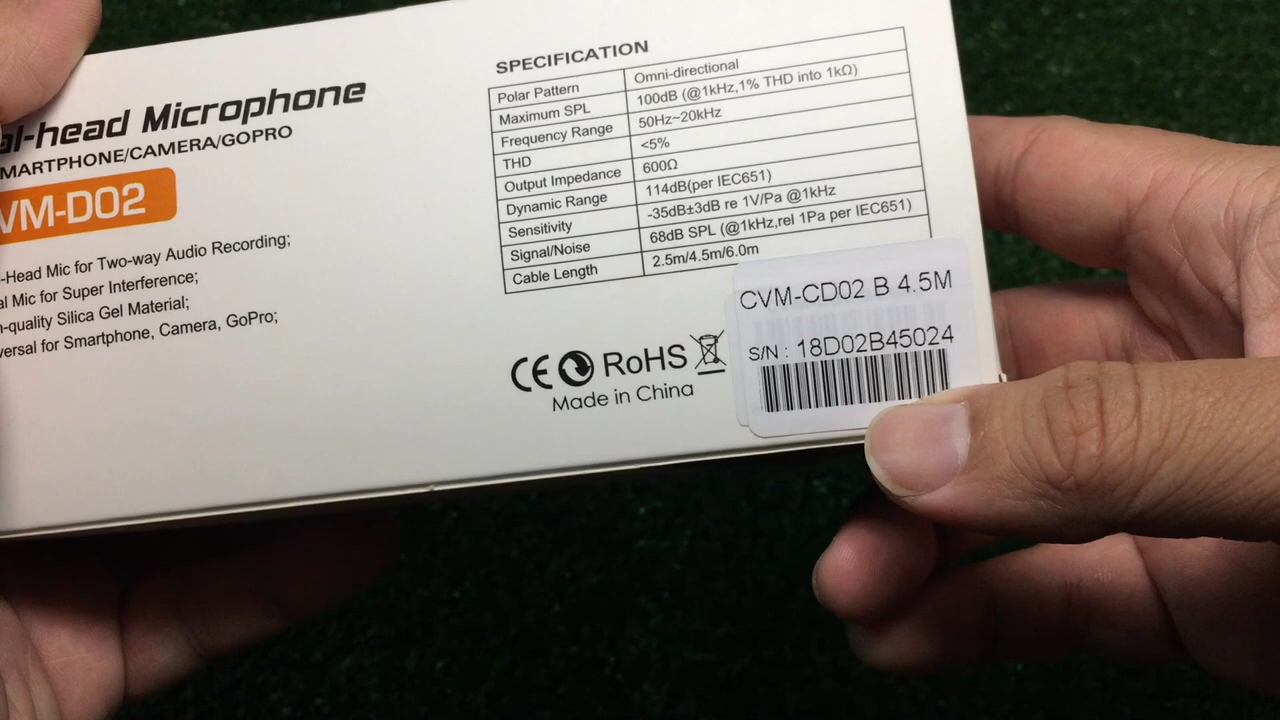 al-head Microphone
MARTPHONE/CAMERA/GOPRO
VM-D02
-Head Mic for Two-way Audio Recording;
al Mic for Super Interference;
-quality Silica Gel Material;
versal for Smartphone, Camera, GoPro;
SPECIFICATION
Polar Pattern Omni-directional
Maximum SPL 100dB (@1kHz,1% THD into 1kΩ)
Frequency Range 50Hz~20kHz
THD <5%
Output Impedance 600Ω
Dynamic Range 114dB(per IEC651)
Sensitivity -35dB±3dB re 1V/Pa @1kHz
Signal/Noise 68dB SPL (@1kHz,rel 1Pa per IEC651)
Cable Length 2.5m/4.5m/6.0m
CE RoHS
Made in China
CVM-CD02 B 4.5M
S/N : 18D02B45024